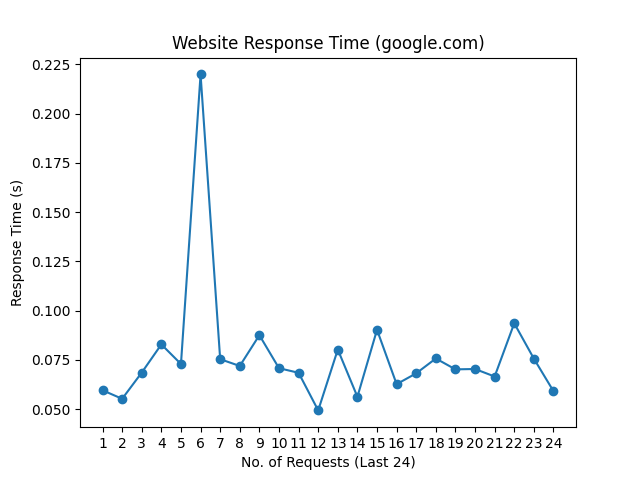 Website Response Time (google.com)
0.225
0.200
0.175
0.150
0.125
0.100
0.075
0.050
Response Time (s)
1 2 3 4 5 6 7 8 9 10 11 12 13 14 15 16 17 18 19 20 21 22 23 24
No. of Requests (Last 24)